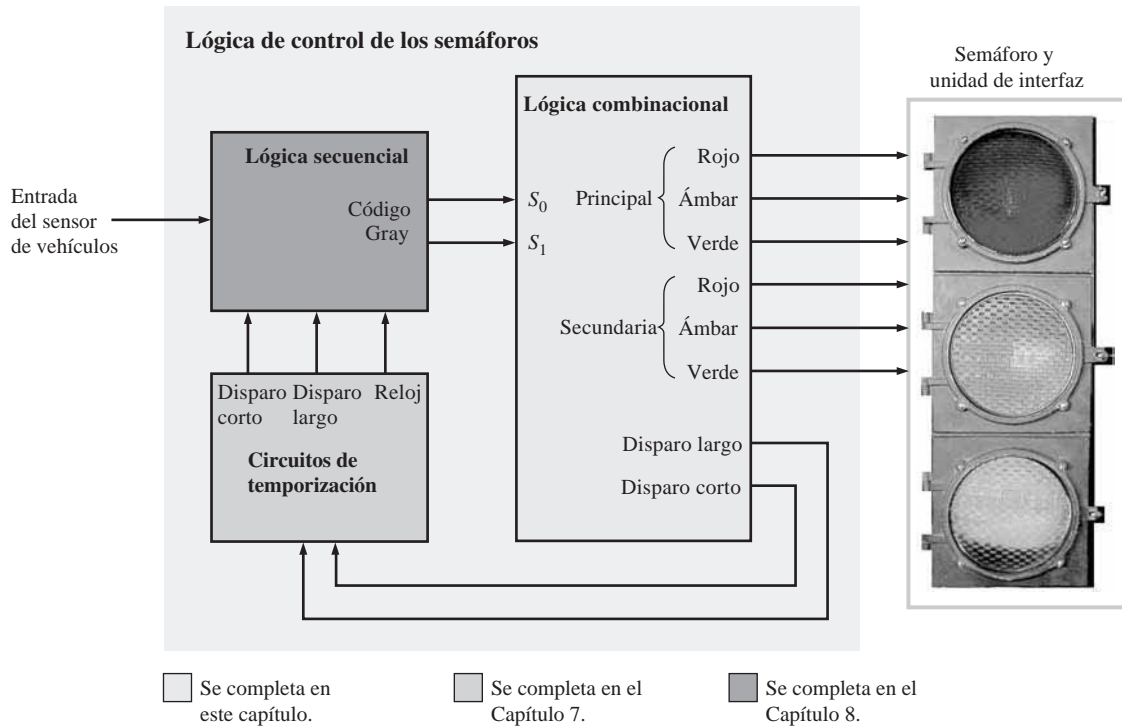 Lógica de control de los semáforos
Semáforo y
unidad de interfaz
Lógica combinacional
Lógica secuencial
Código
Gray
Entrada
del sensor
de vehículos
S0
S1
Principal
Rojo
Ámbar
Verde
Secundaria
Rojo
Ámbar
Verde
Disparo largo
Disparo corto
Disparo
corto
Disparo
largo
Reloj
Circuitos de
temporización
Se completa en
este capítulo.
Se completa en el
Capítulo 7.
Se completa en el
Capítulo 8.